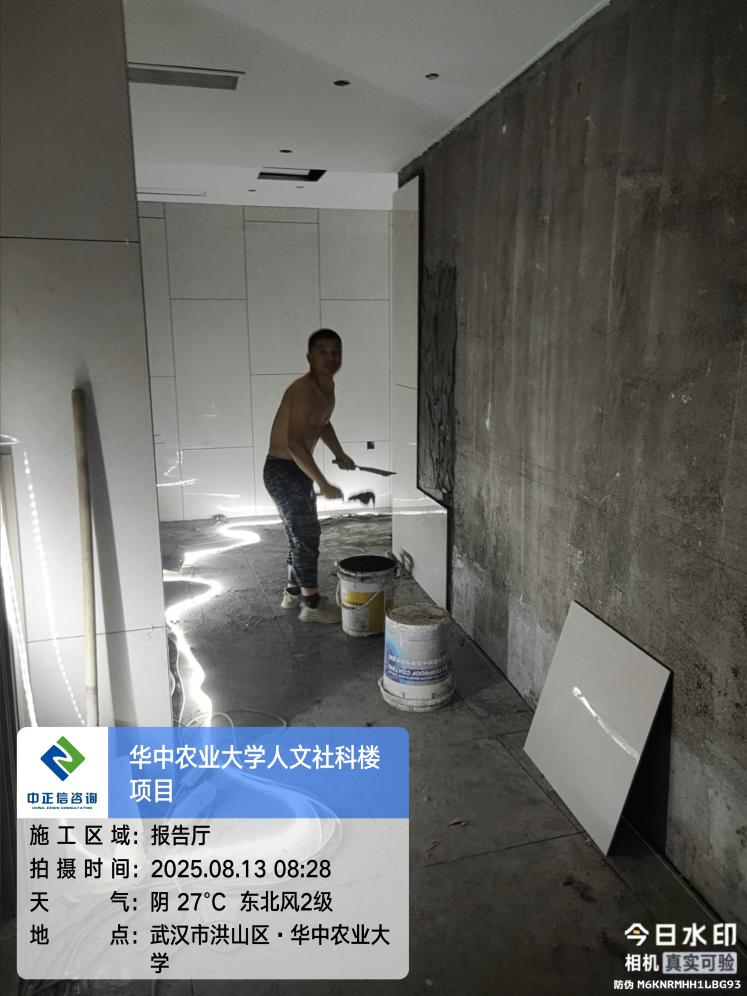 WATERPROOF COATING
中正信咨询
华中农业大学人文社科楼
项目
施工区域：报告厅
拍摄时间：2025.08.13 08:28
天气：阴 27°C 东北风2级
地点：武汉市洪山区·华中农业大
学
今日水印
相机 真实可验
防伪 M6KNRMHH1LBG93